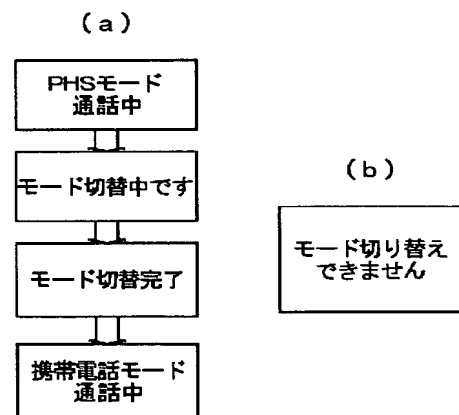 (a)
PHSモード
通話中
モード切替中です
モード切替完了
携帯電話モード
通話中
(b)
モード切り替え
できません